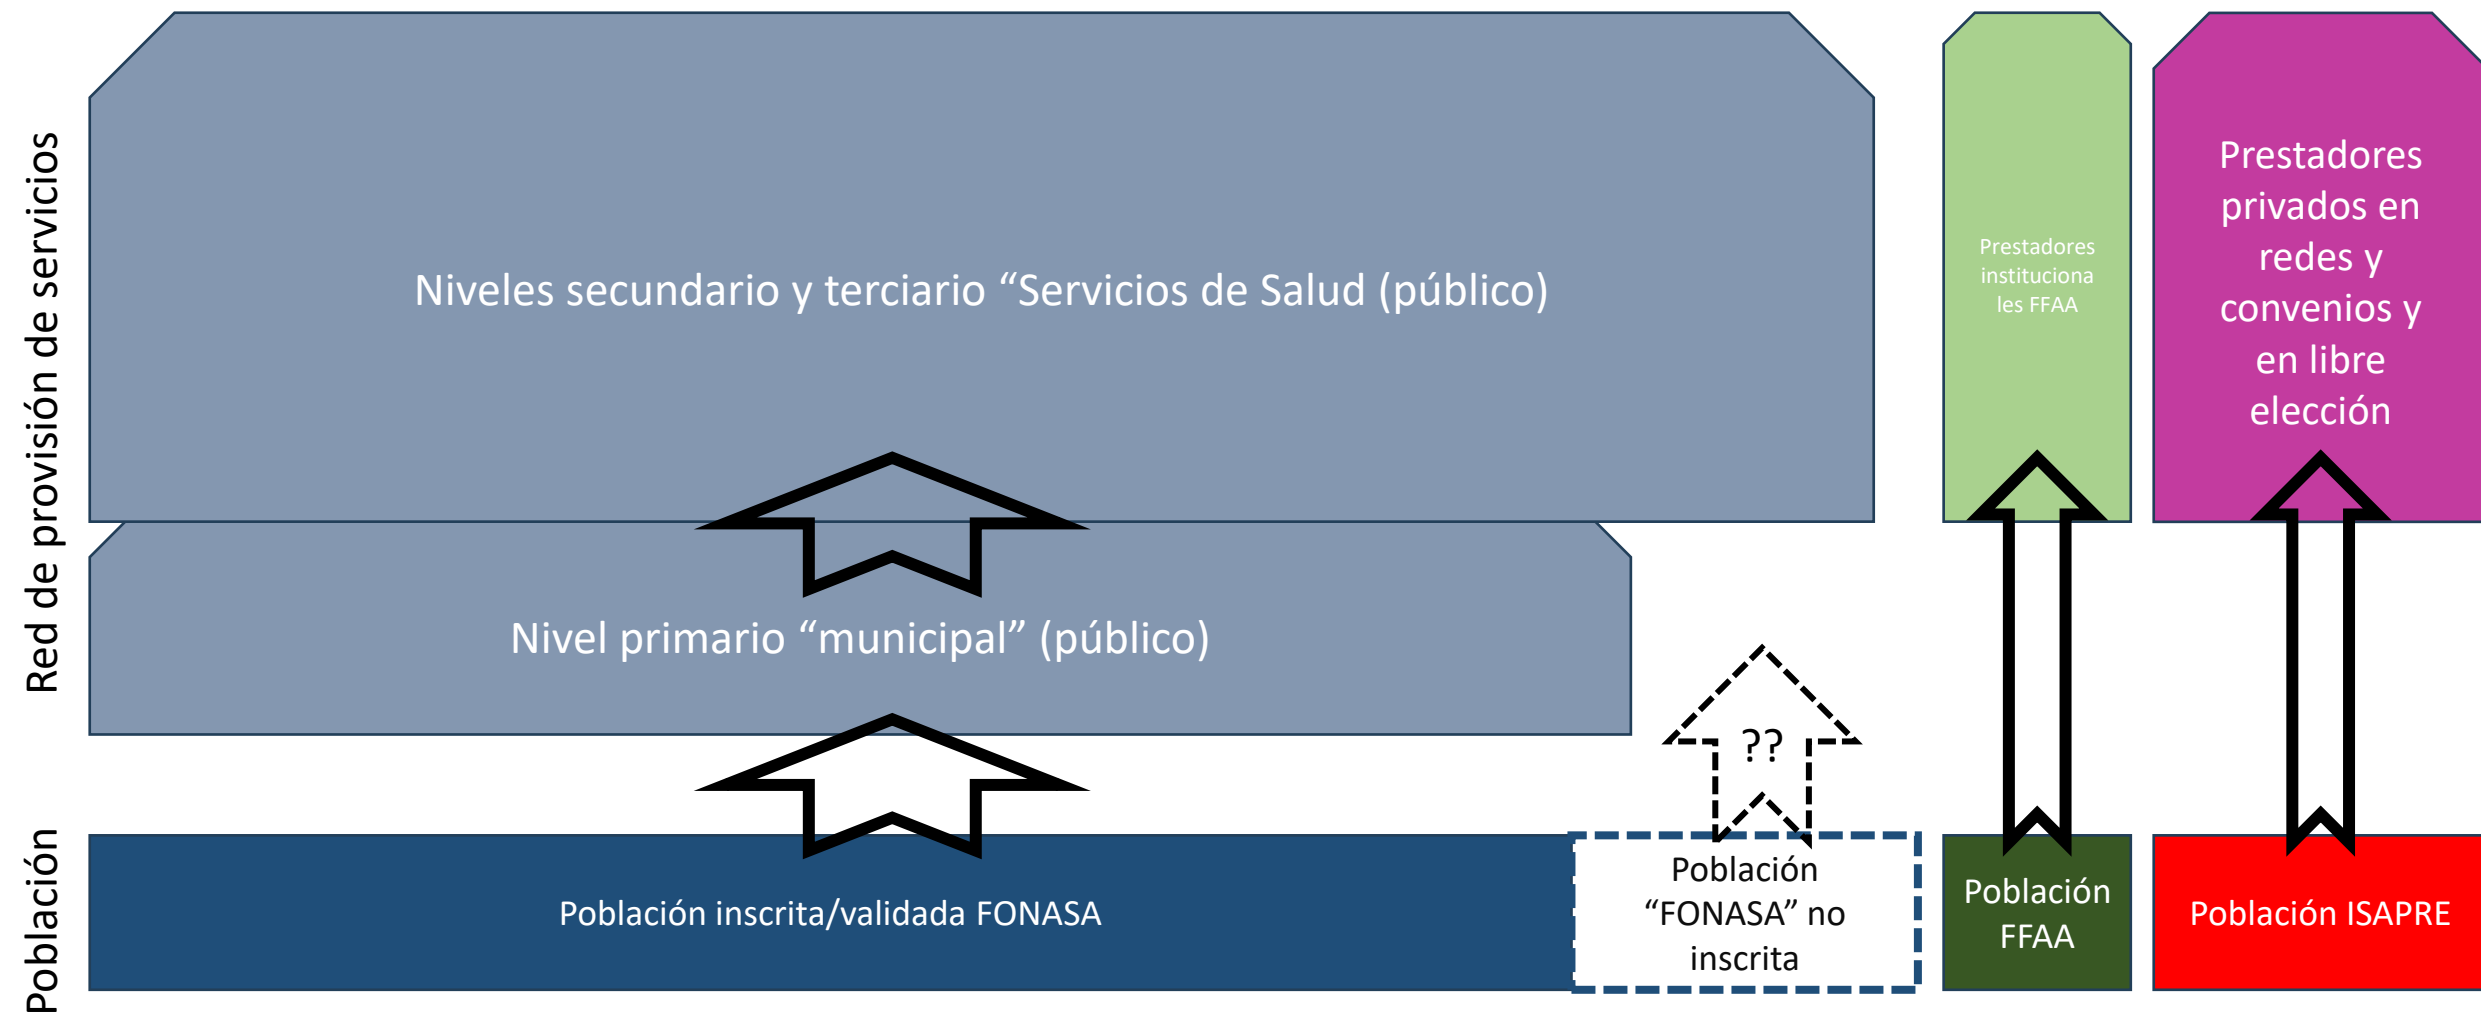 Red de provisión de servicios
Niveles secundario y terciario “Servicios de Salud (público)
Prestadores
instituciona
les FFAA
Prestadores
privados en
redes y
convenios y
en libre
elección
Nivel primario “municipal” (público)
??
Población
Población inscrita/validada FONASA
Población
“FONASA” no
inscrita
Población
FFAA
Población ISAPRE